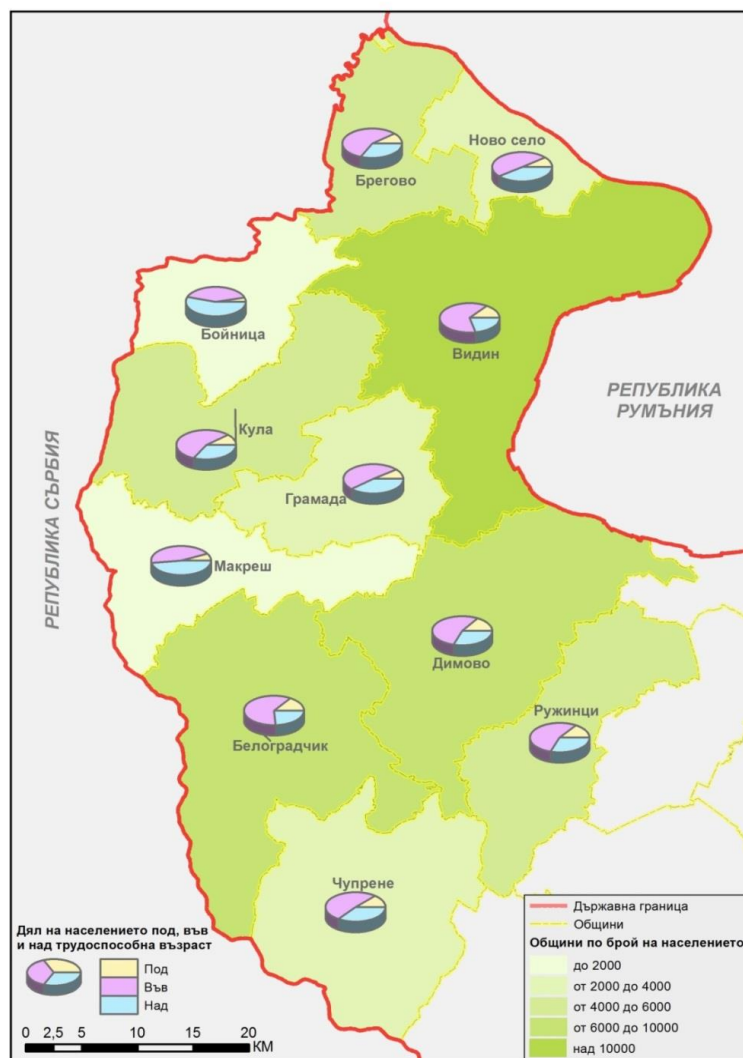 Ново село
Брегово
Бойница
Видин
РЕПУБЛИКА
РУМЪНИЯ
Кула
Грамада
РЕПУБЛИКА СЪРБИЯ
Макреш
Димово
Ружинци
Белоградчик
Чупрене
Дял на населението под, във
и над трудоспособна възраст
Под
Във
Над
0 2,5 5 10 15 20
КМ
Държавна граница
Общини
Общини по брой на населението
до 2000
от 2000 до 4000
от 4000 до 6000
от 6000 до 10000
над 10000